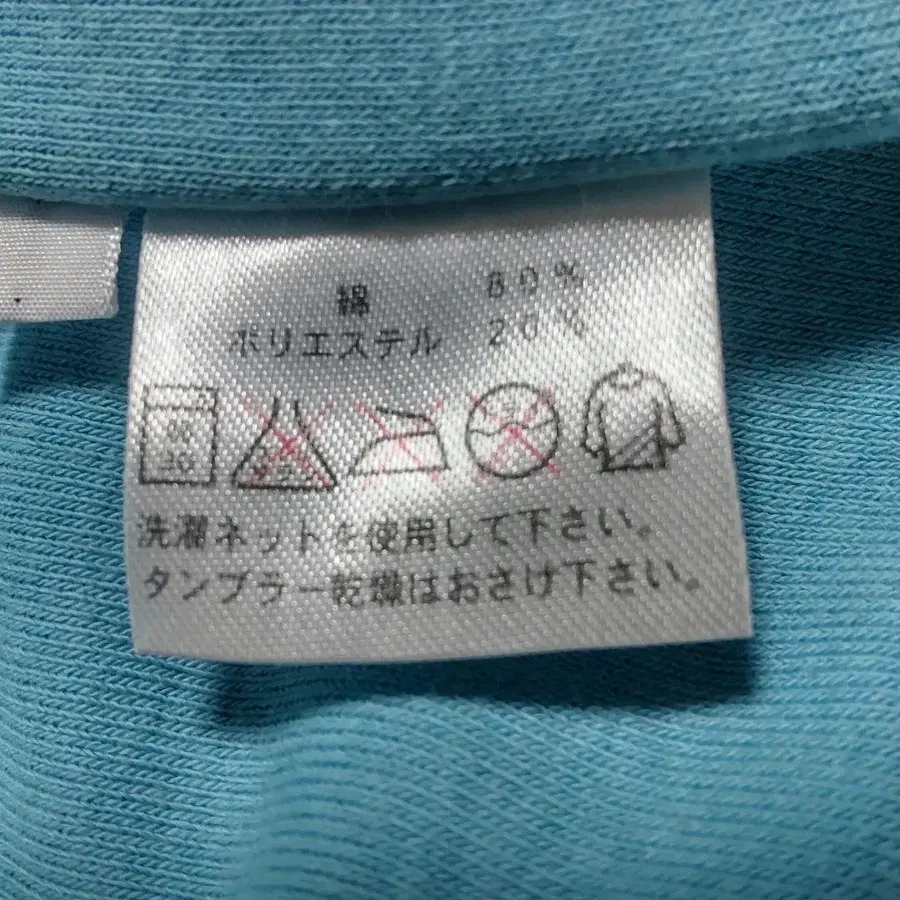 綿 80%
ポリエステル 20%
洗濯ネットを使用して下さい。
タンブラー乾燥はおさけ下さい。